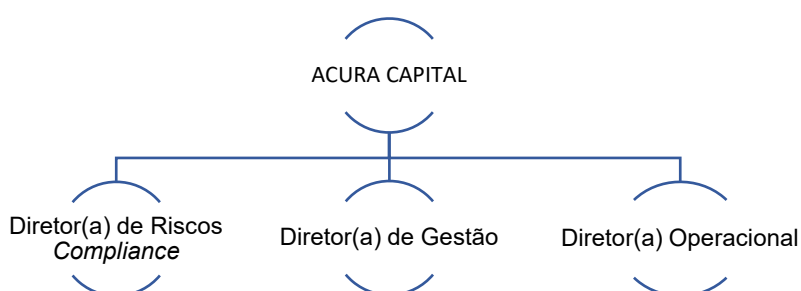 ACURA CAPITAL
Diretor(a) de Riscos
Compliance
Diretor(a) de Gestão
Diretor(a) Operacional